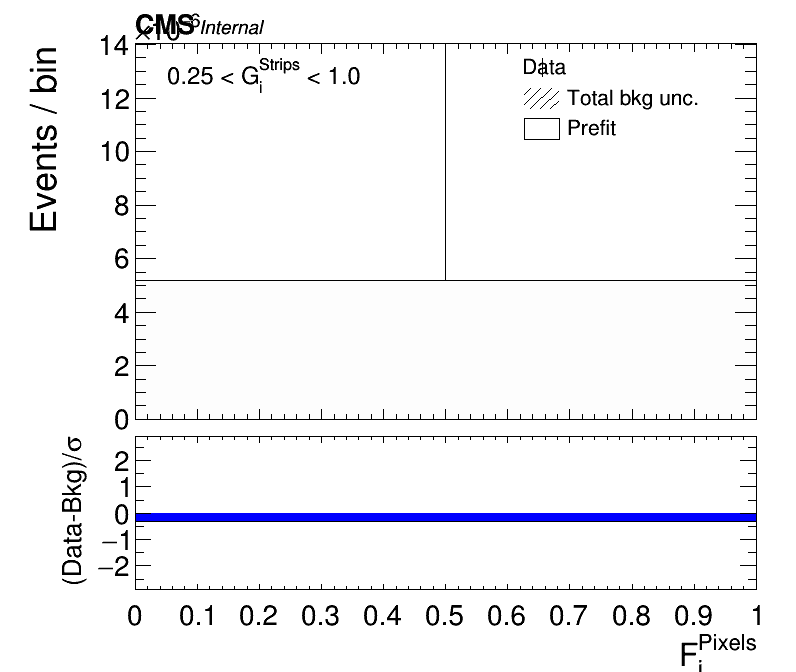 CMS Internal
×10⁻⁶
Events / bin
14
12
10
8
6
4
2
0
0.25 < G_i^Strips < 1.0
Data
Total bkg unc.
Prefit
(Data-Bkg)/σ
2
1
0
−1
−2
0 0.1 0.2 0.3 0.4 0.5 0.6 0.7 0.8 0.9 1
F_i^Pixels